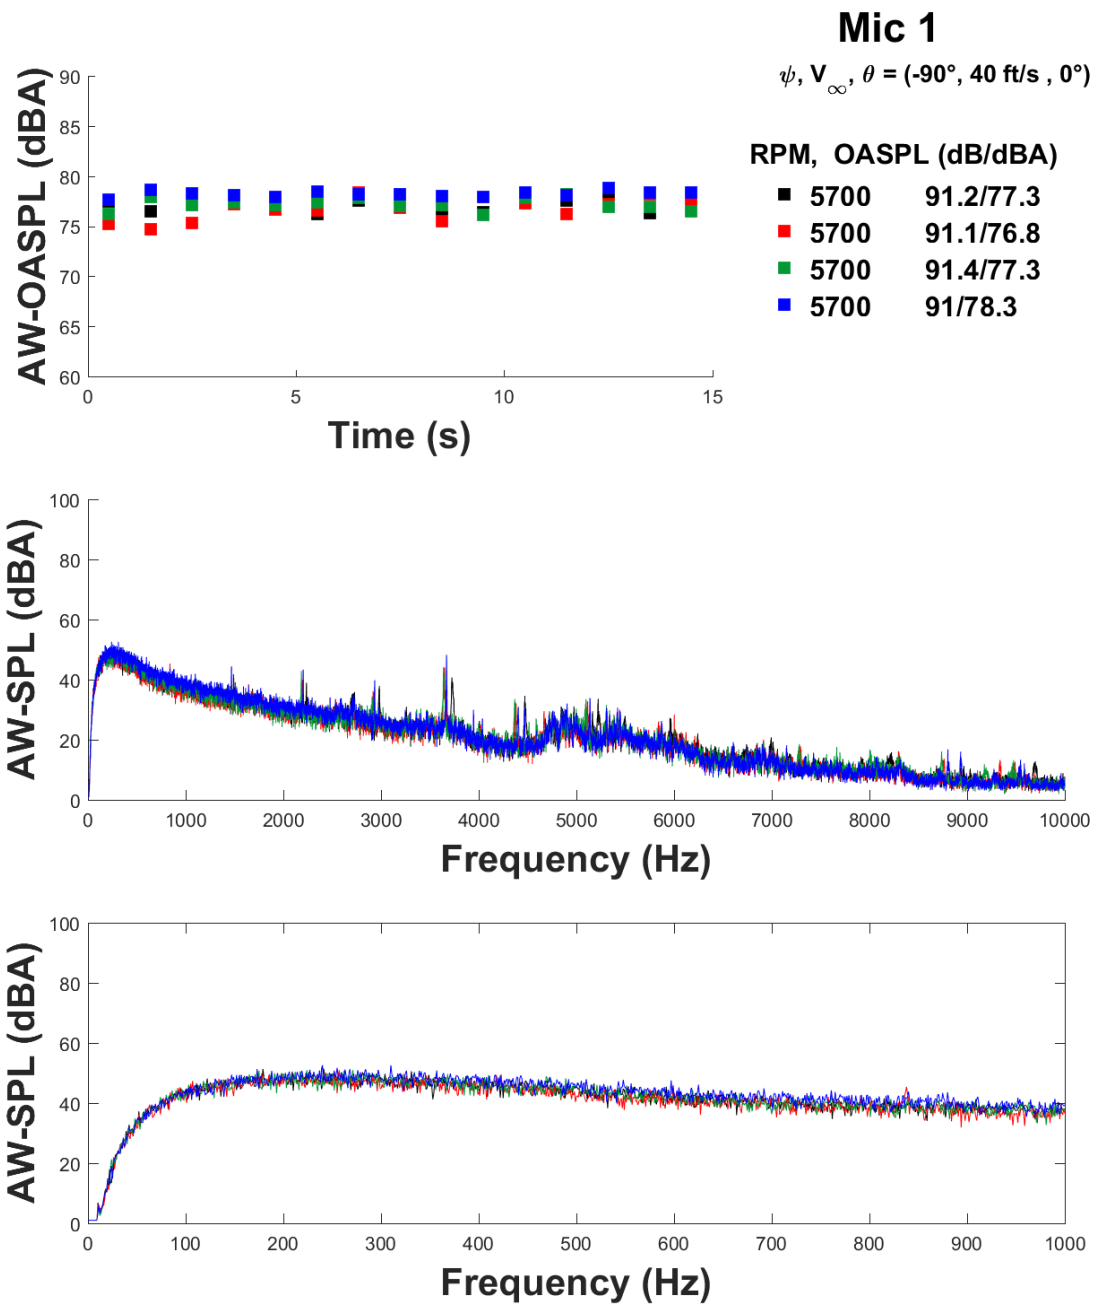 Mic 1
ψ, V∞, θ = (-90°, 40 ft/s , 0°)
RPM, OASPL (dB/dBA)
5700 91.2/77.3
5700 91.1/76.8
5700 91.4/77.3
5700 91/78.3
AW-OASPL (dBA)
90
85
80
75
70
65
60
0 5 10 15
Time (s)
AW-SPL (dBA)
100
80
60
40
20
0
0 1000 2000 3000 4000 5000 6000 7000 8000 9000 10000
Frequency (Hz)
AW-SPL (dBA)
100
80
60
40
20
0
0 100 200 300 400 500 600 700 800 900 1000
Frequency (Hz)